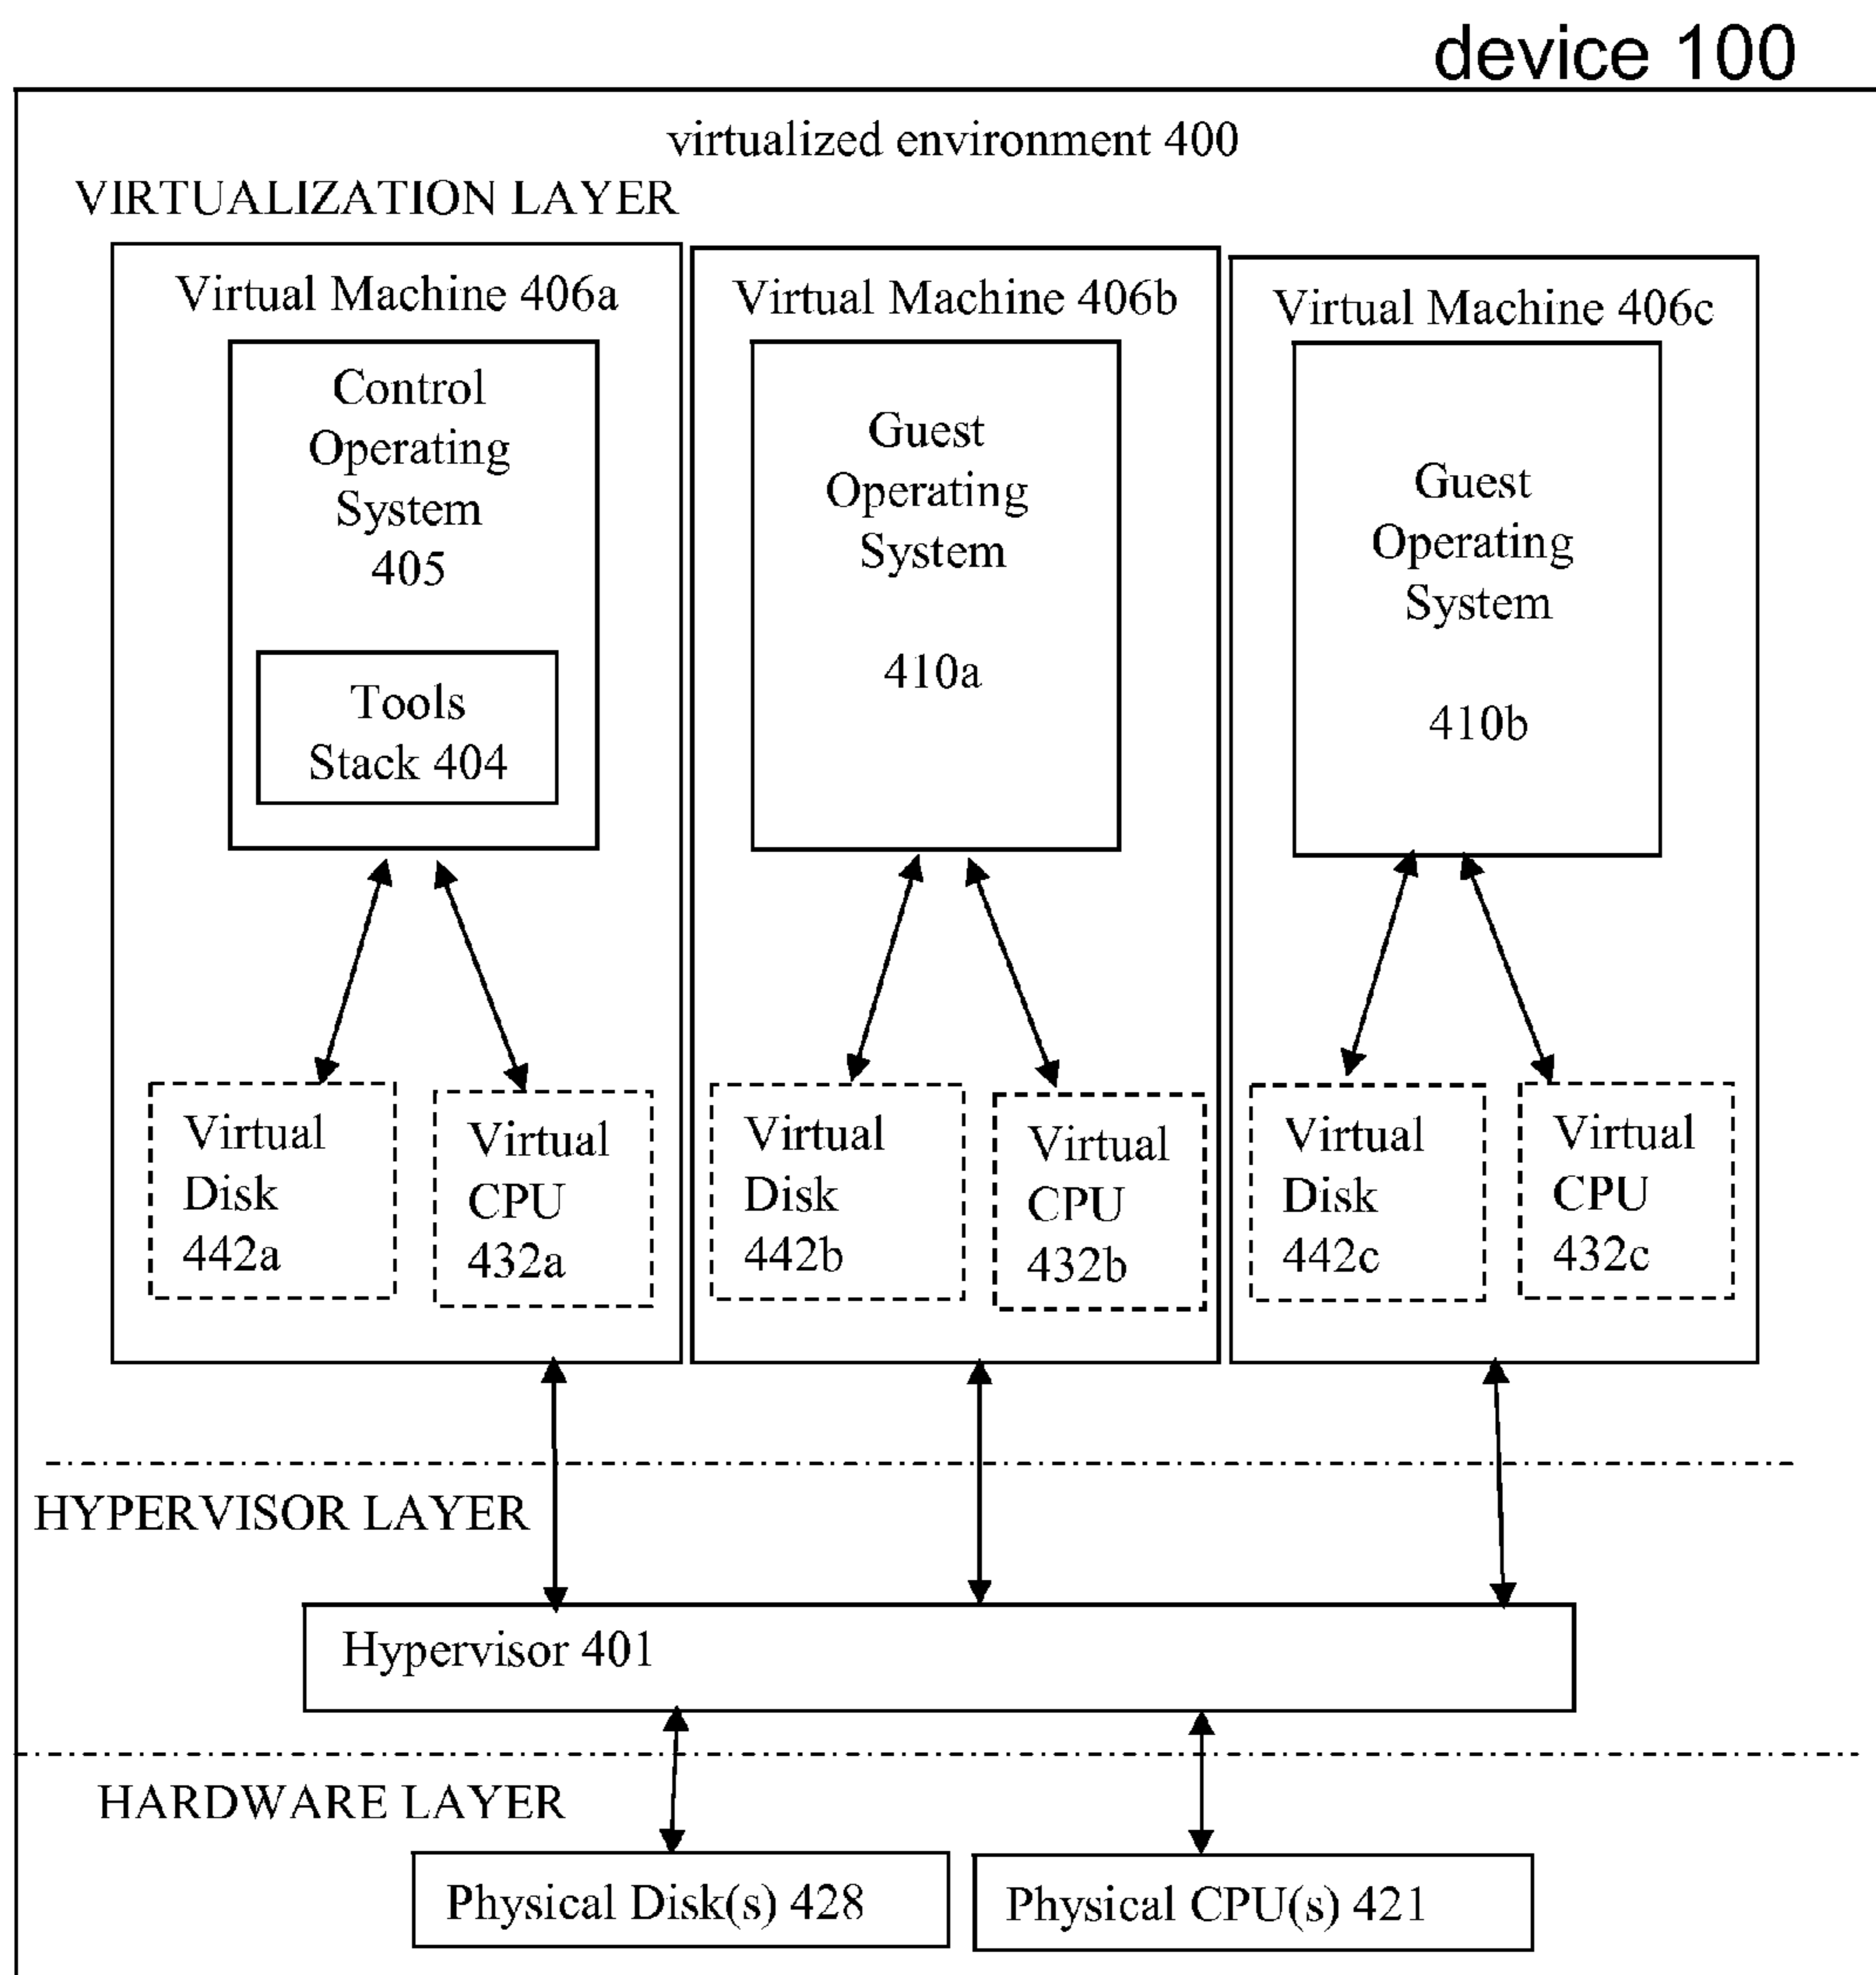 device 100
virtualized environment 400
VIRTUALIZATION LAYER
Virtual Machine 406a
Control
Operating
System
405
Tools
Stack 404
Virtual
Disk
442a
Virtual
CPU
432a
Virtual Machine 406b
Guest
Operating
System
410a
Virtual
Disk
442b
Virtual
CPU
432b
Virtual Machine 406c
Guest
Operating
System
410b
Virtual
Disk
442c
Virtual
CPU
432c
HYPERVISOR LAYER
Hypervisor 401
HARDWARE LAYER
Physical Disk(s) 428
Physical CPU(s) 421